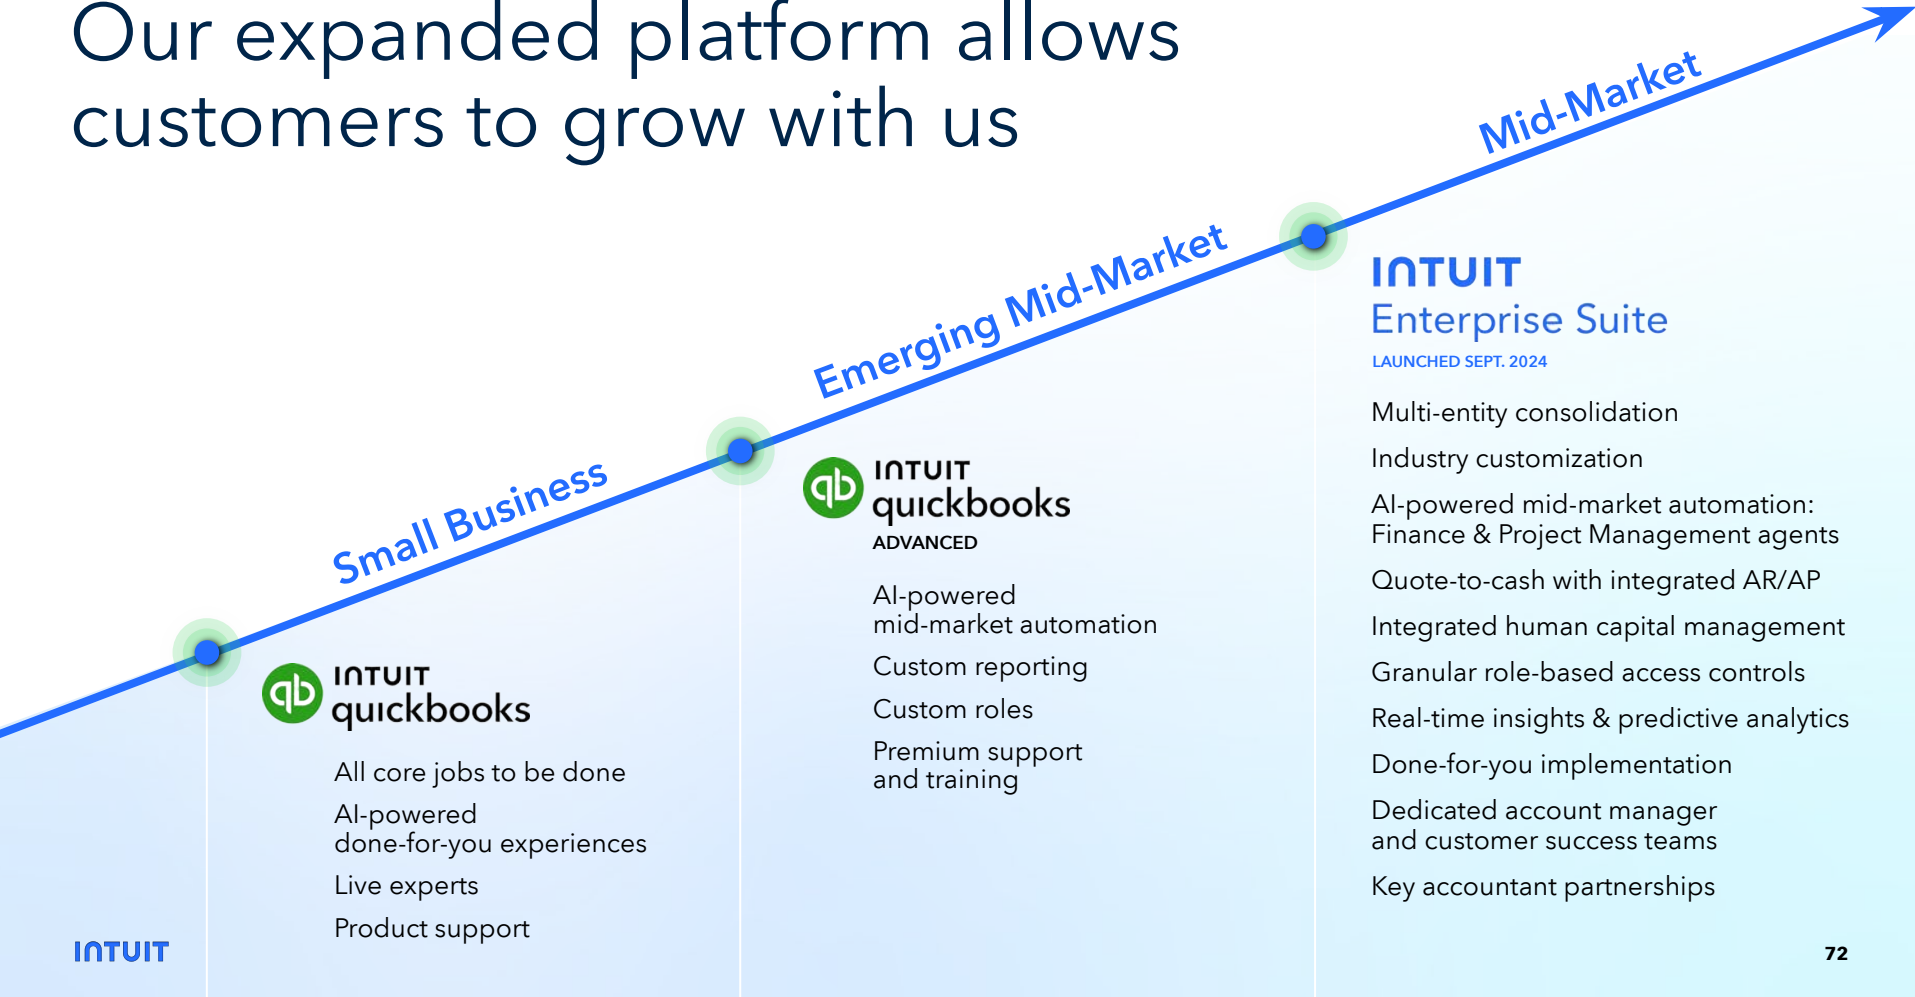 Our expanded platform allows
customers to grow with us
Small Business
INTUIT
quickbooks
All core jobs to be done
AI-powered
done-for-you experiences
Live experts
Product support
Emerging Mid-Market
INTUIT
quickbooks
ADVANCED
AI-powered
mid-market automation
Custom reporting
Custom roles
Premium support
and training
Mid-Market
INTUIT
Enterprise Suite
LAUNCHED SEPT. 2024
Multi-entity consolidation
Industry customization
AI-powered mid-market automation:
Finance & Project Management agents
Quote-to-cash with integrated AR/AP
Integrated human capital management
Granular role-based access controls
Real-time insights & predictive analytics
Done-for-you implementation
Dedicated account manager
and customer success teams
Key accountant partnerships
INTUIT
72
qb
qb